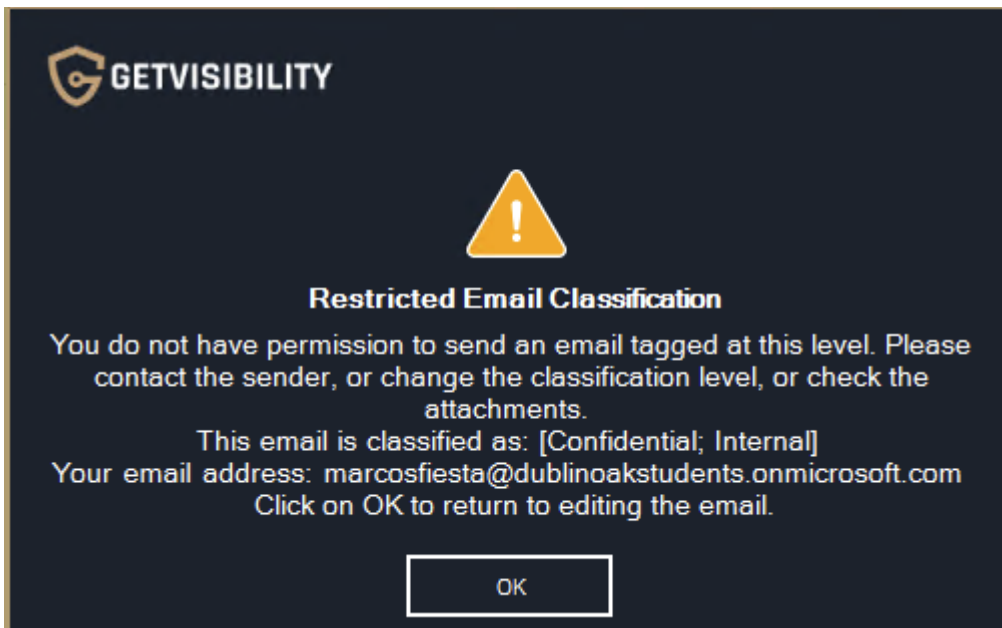 GETVISIBILITY
Restricted Email Classification
You do not have permission to send an email tagged at this level. Please
contact the sender, or change the classification level, or check the
attachments.
This email is classified as: [Confidential; Internal]
Your email address: marcosfiesta@dublinoakstudents.onmicrosoft.com
Click on OK to return to editing the email.
OK